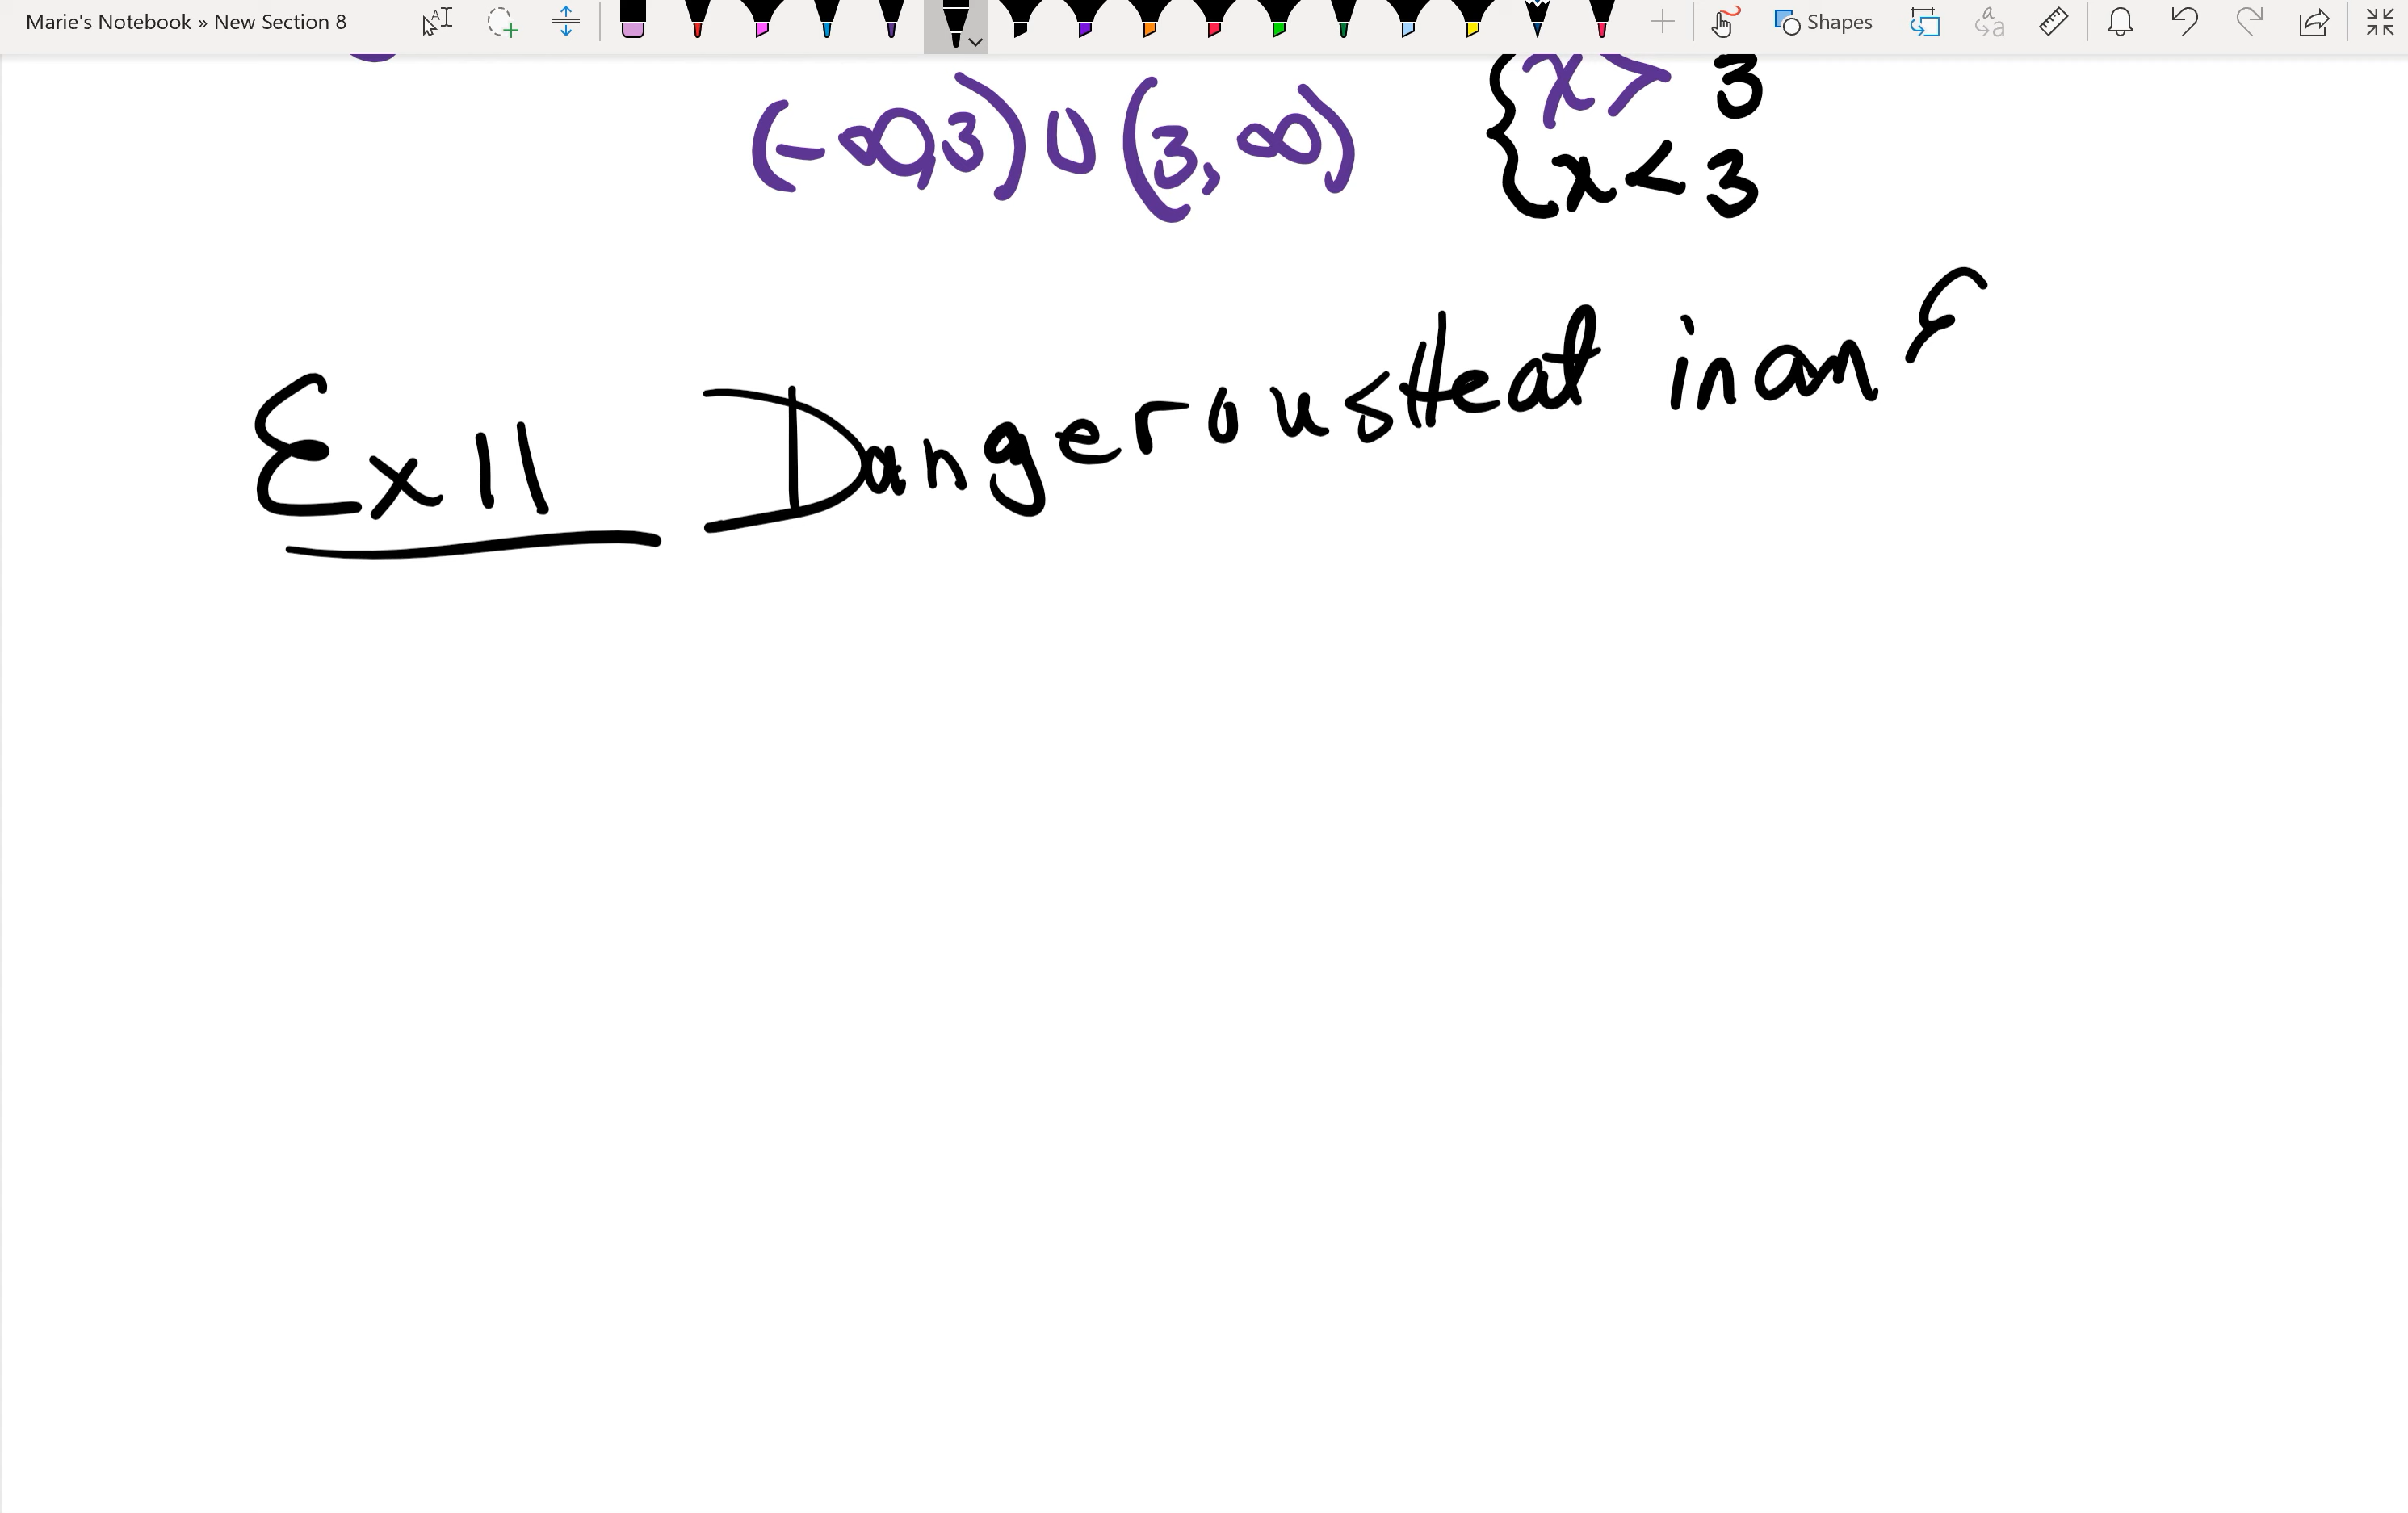 Marie's Notebook » New Section 8
Shapes
(-∞,3)∪(3,∞)
{x>3
x<3
Ex 11 Dangerous Heat in an